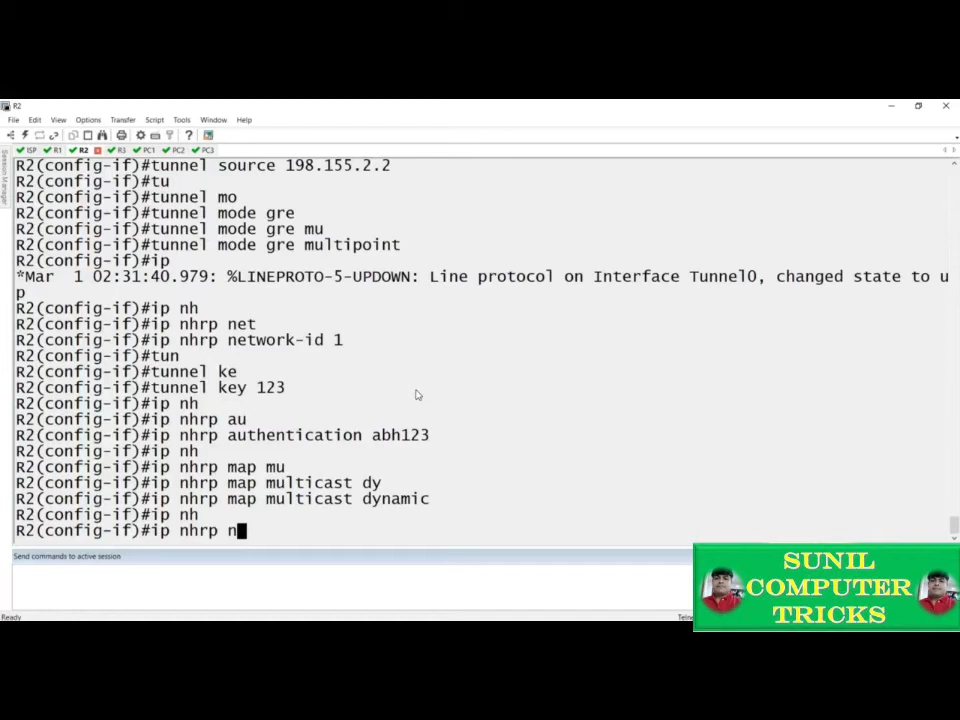 R2
File Edit View Options Transfer Script Tools Window Help
ISP R1 R2 R3 PC1 PC2 PC3
Session Manager
R2(config-if)#tunnel source 198.155.2.2
R2(config-if)#tu
R2(config-if)#tunnel mo
R2(config-if)#tunnel mode gre
R2(config-if)#tunnel mode gre mu
R2(config-if)#tunnel mode gre multipoint
R2(config-if)#ip
*Mar  1 02:31:40.979: %LINEPROTO-5-UPDOWN: Line protocol on Interface Tunnel0, changed state to u
p
R2(config-if)#ip nh
R2(config-if)#ip nhrp net
R2(config-if)#ip nhrp network-id 1
R2(config-if)#tun
R2(config-if)#tunnel ke
R2(config-if)#tunnel key 123
R2(config-if)#ip nh
R2(config-if)#ip nhrp au
R2(config-if)#ip nhrp authentication abh123
R2(config-if)#ip nh
R2(config-if)#ip nhrp map mu
R2(config-if)#ip nhrp map multicast dy
R2(config-if)#ip nhrp map multicast dynamic
R2(config-if)#ip nh
R2(config-if)#ip nhrp n
Send commands to active session
Ready
SUNIL
COMPUTER
TRICKS